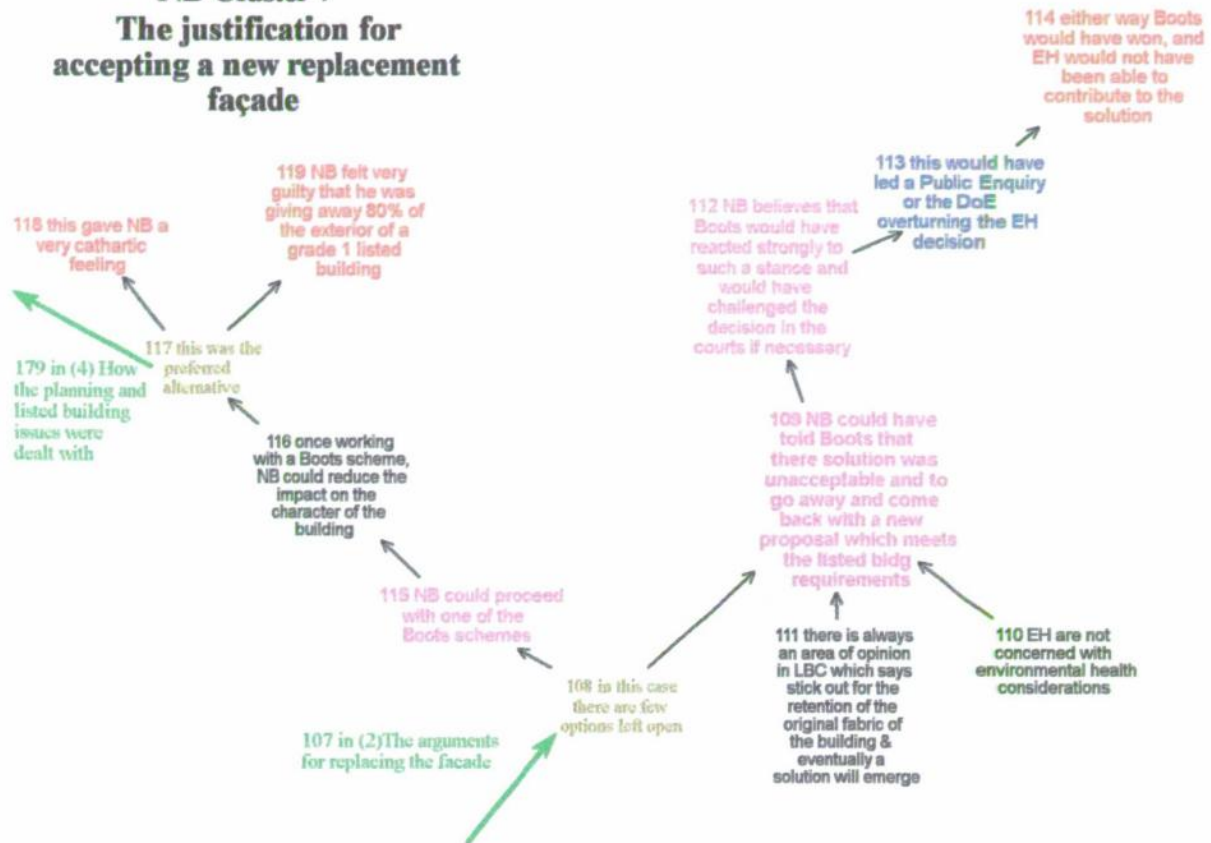 The justification for
accepting a new replacement
façade
114 either way Boots
would have won, and
EH would not have
been able to
contribute to the
solution
119 NB felt very
guilty that he was
giving away 80% of
the exterior of a
grade 1 listed
building
118 this gave NB a
very cathartic
feeling
113 this would have
led a Public Enquiry
or the DoE
overturning the EH
decision
112 NB believes that
Boots would have
reacted strongly to
such a stance and
would have
challenged the
decision in the
courts if necessary
117 this was the
preferred
alternative
179 in (4) How
the planning and
listed building
issues were
dealt with
116 once working
with a Boots scheme,
NB could reduce the
impact on the
character of the
building
109 NB could have
told Boots that
there solution was
unacceptable and to
go away and come
back with a new
proposal which meets
the listed bldg
requirements
115 NB could proceed
with one of the
Boots schemes
111 there is always
an area of opinion
in LBC which says
stick out for the
retention of the
original fabric of
the building &
eventually a
solution will emerge
110 EH are not
concerned with
environmental health
considerations
108 in this case
there are few
options left open
107 in (2)The arguments
for replacing the facade